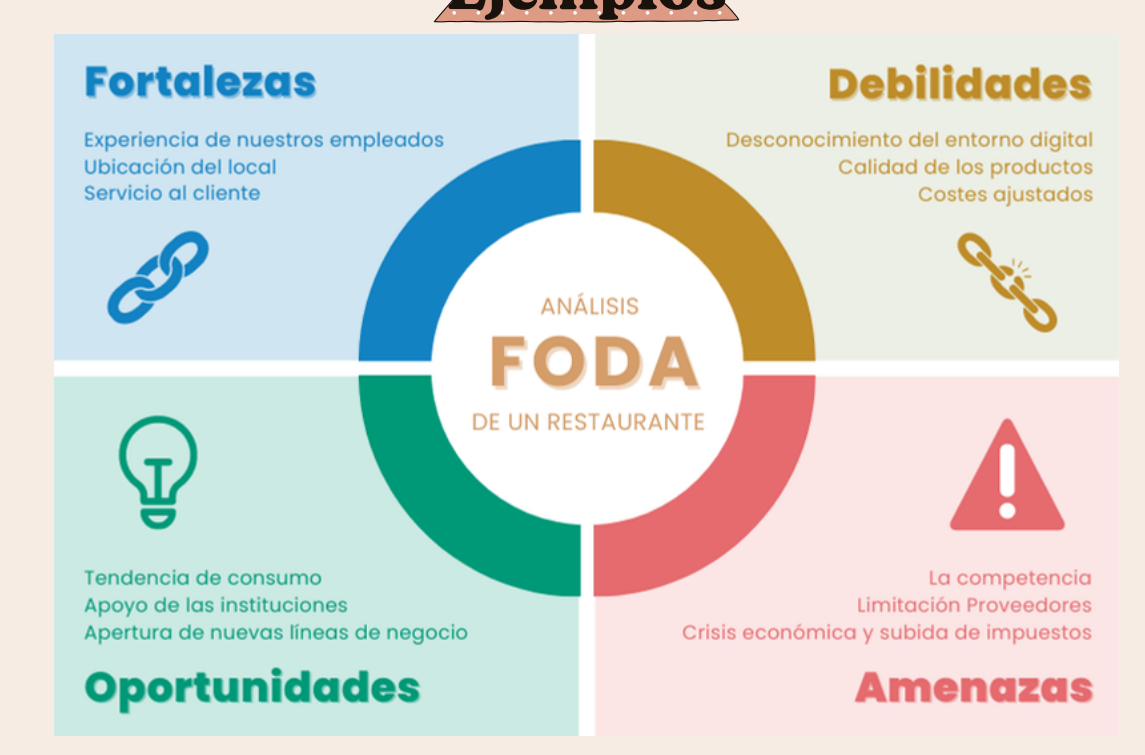 Ejemplos
Fortalezas
Experiencia de nuestros empleados
Ubicación del local
Servicio al cliente
Debilidades
Desconocimiento del entorno digital
Calidad de los productos
Costes ajustados
ANÁLISIS
FODA
DE UN RESTAURANTE
Tendencia de consumo
Apoyo de las instituciones
Apertura de nuevas líneas de negocio
Oportunidades
La competencia
Limitación Proveedores
Crisis económica y subida de impuestos
Amenazas